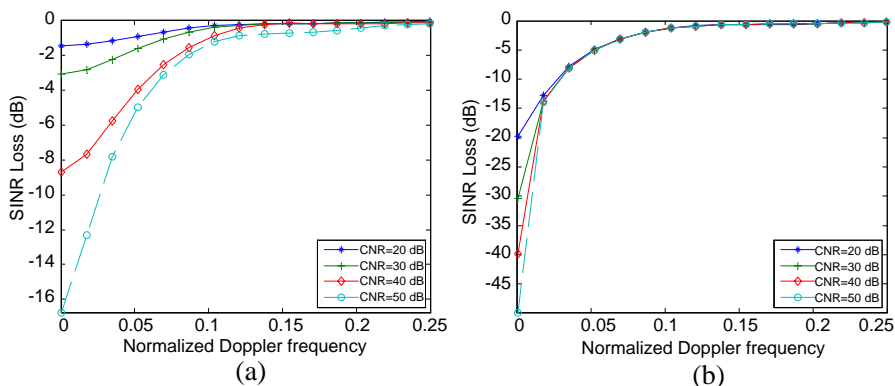 0
-2
-4
-6
-8
-10
-12
-14
-16
SINR Loss (dB)
0
0.05
0.1
0.15
0.2
0.25
Normalized Doppler frequency
CNR=20 dB
CNR=30 dB
CNR=40 dB
CNR=50 dB
(a)
0
-5
-10
-15
-20
-25
-30
-35
-40
-45
SINR Loss (dB)
0
0.05
0.1
0.15
0.2
0.25
Normalized Doppler frequency
CNR=20 dB
CNR=30 dB
CNR=40 dB
CNR=50 dB
(b)